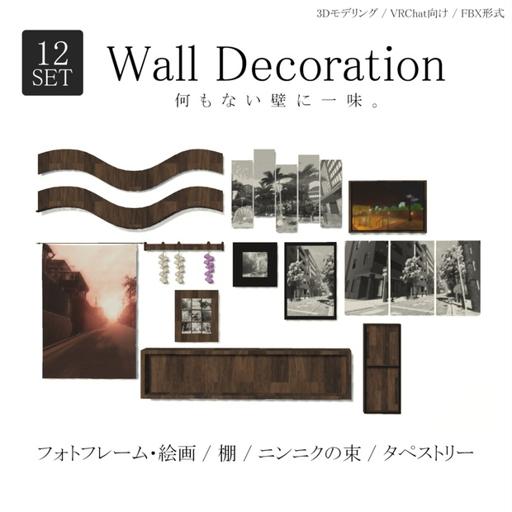 3Dモデリング / VRChat向け / FBX形式
12
SET
Wall Decoration
何もない壁に一味。
フォトフレーム・絵画 / 棚 / ニンニクの束 / タペストリー